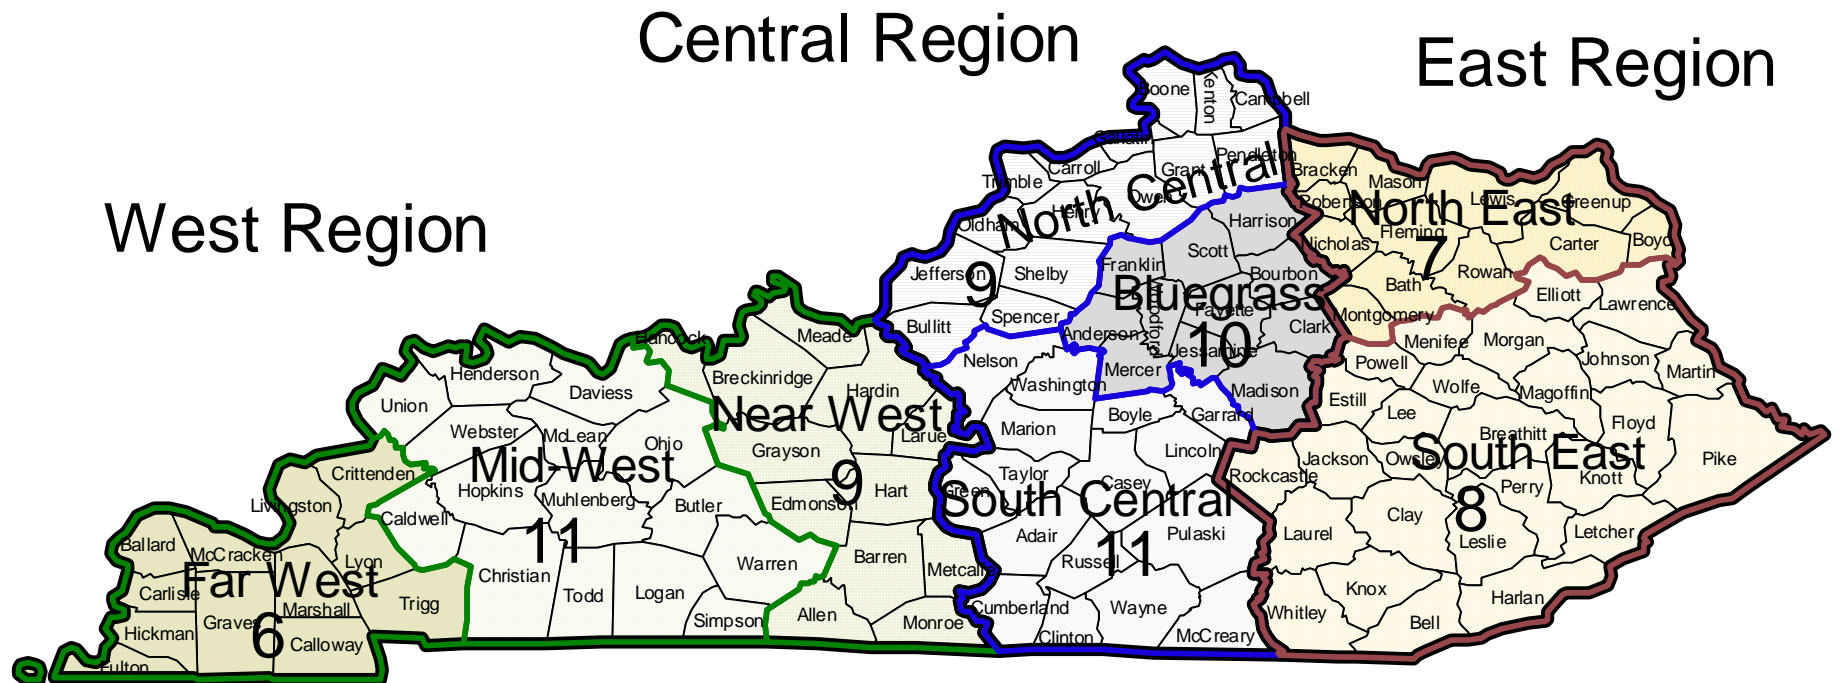 Central Region
East Region
West Region
Boone
Kenton
Campbell
Gallatin
Carroll
Grant
Pendleton
Trimble
Owen
Henry
North Central
Oldham
Jefferson
Shelby
9
Bullitt
Spencer
Harrison
Scott
Franklin
Bourbon
Woodford
Bluegrass
Fayette
Clark
Anderson
10
Jessamine
Mercer
Madison
Bracken
Mason
Robertson
Lewis
Greenup
North East
Fleming
Nicholas
7
Carter
Boyd
Rowan
Bath
Montgomery
Elliott
Lawrence
Menifee
Morgan
Powell
Johnson
Martin
Wolfe
Magoffin
Estill
Lee
Floyd
Breathitt
South East
Jackson
Owsley
Pike
Rockcastle
Perry
Knott
8
Clay
Laurel
Leslie
Letcher
Knox
Harlan
Whitley
Bell
Nelson
Washington
Boyle
Garrard
Marion
Lincoln
Taylor
Green
Casey
South Central
Adair
11
Pulaski
Russell
Cumberland
Wayne
Clinton
McCreary
Hancock
Meade
Breckinridge
Hardin
Near West
Larue
Grayson
9
Hart
Edmonson
Barren
Metcalfe
Allen
Monroe
Henderson
Daviess
Union
Webster
McLean
Ohio
Mid-West
Hopkins
Muhlenberg
Butler
Caldwell
11
Warren
Christian
Todd
Logan
Simpson
Crittenden
Livingston
Ballard
McCracken
Lyon
Far West
Carlisle
Marshall
Trigg
Graves
6
Hickman
Calloway
Fulton